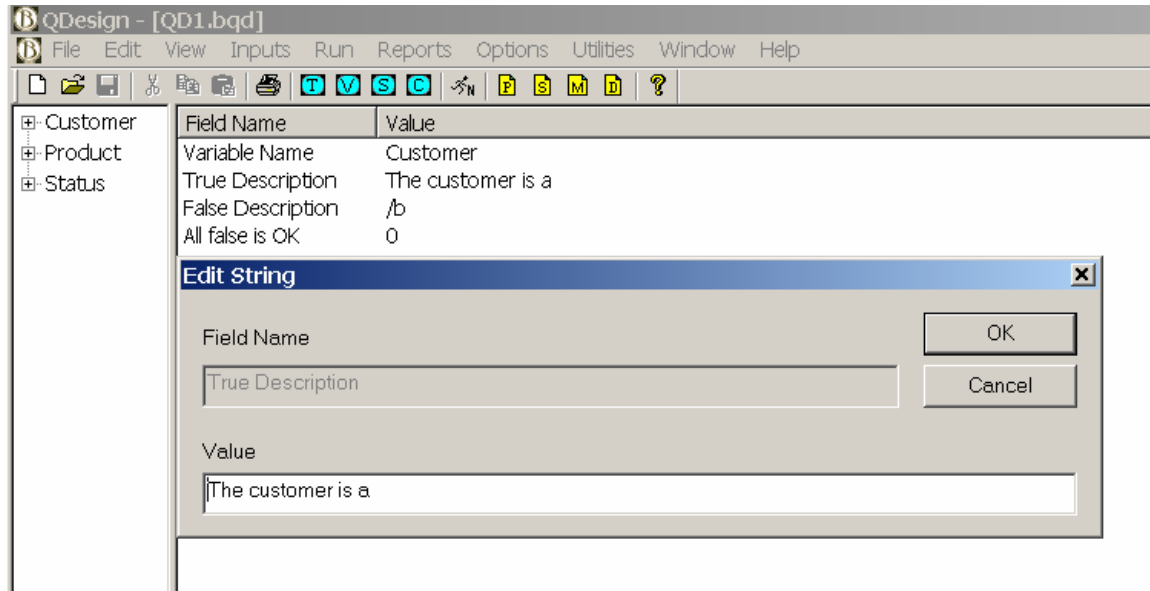 QDesign - [QD1.bqd]
File Edit View Inputs Run Reports Options Utilities Window Help
T V S C N P S M D ?
Customer
Product
Status
Field Name Value
Variable Name Customer
True Description The customer is a
False Description /b
All false is OK 0
Edit String
Field Name
True Description
OK
Cancel
Value
The customer is a